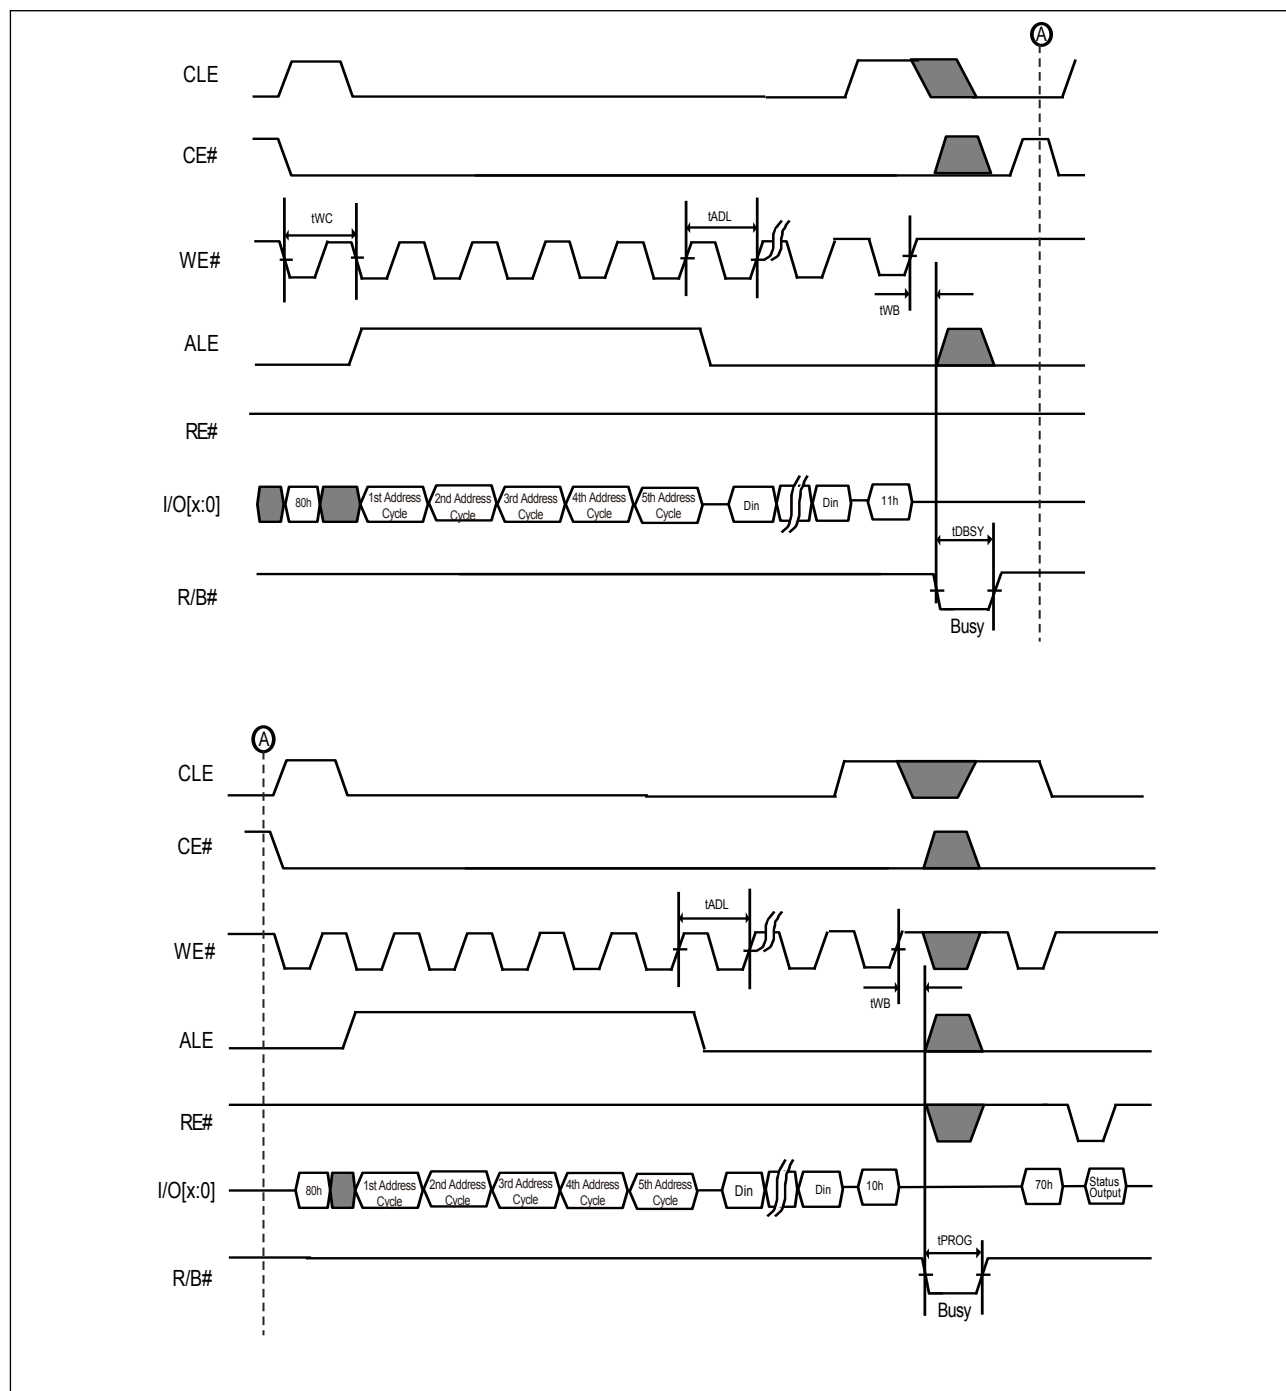 A
CLE
CE#
tWC
tADL
WE#
tWB
ALE
RE#
I/O[x:0]
80h
1st Address
Cycle
2nd Address
Cycle
3rd Address
Cycle
4th Address
Cycle
5th Address
Cycle
Din
Din
11h
tDBSY
R/B#
Busy
A
CLE
CE#
tADL
WE#
tWB
ALE
RE#
I/O[x:0]
80h
1st Address
Cycle
2nd Address
Cycle
3rd Address
Cycle
4th Address
Cycle
5th Address
Cycle
Din
Din
10h
70h
Status
Output
tPROG
R/B#
Busy